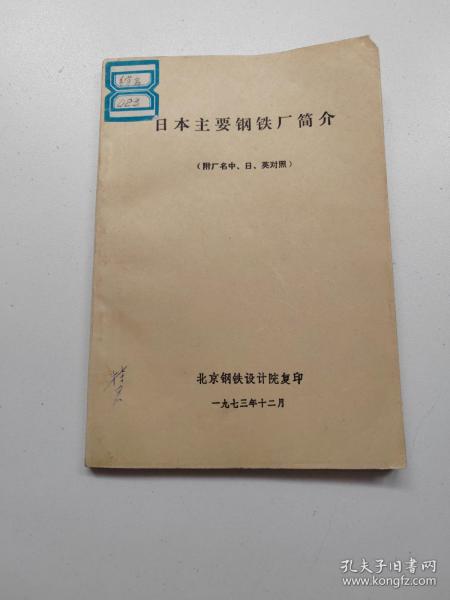 023
日本主要钢铁厂简介
（附厂名中、日、英对照）
北京钢铁设计院复印
一九七三年十二月
孔夫子旧书网
www.kongfz.com